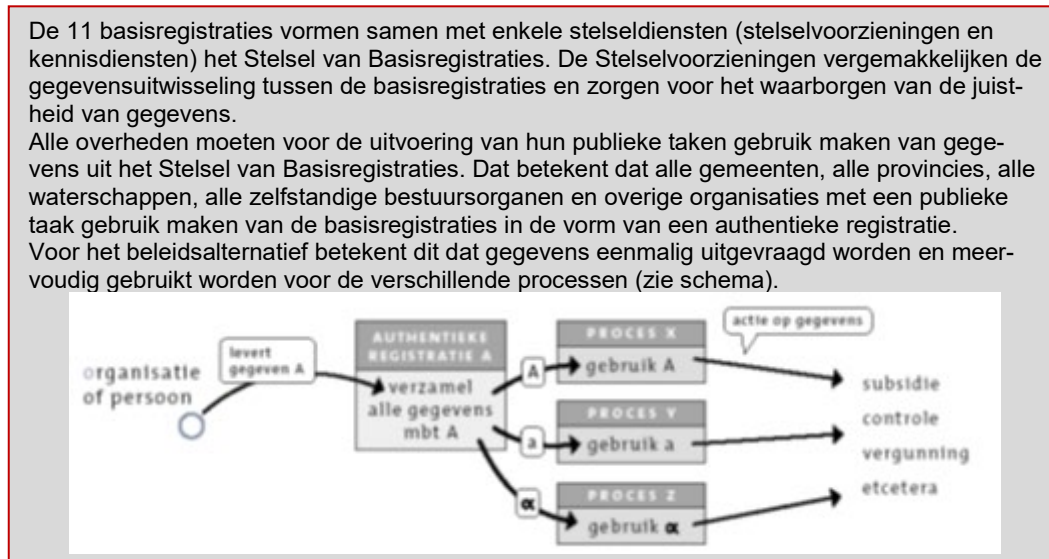 De 11 basisregistraties vormen samen met enkele stelseldiensten (stelselvoorzieningen en
kennisdiensten) het Stelsel van Basisregistraties. De Stelselvoorzieningen vergemakkelijken de
gegevensuitwisseling tussen de basisregistraties en zorgen voor het waarborgen van de juist-
heid van gegevens.
Alle overheden moeten voor de uitvoering van hun publieke taken gebruik maken van gege-
vens uit het Stelsel van Basisregistraties. Dat betekent dat alle gemeenten, alle provincies, alle
waterschappen, alle zelfstandige bestuursorganen en overige organisaties met een publieke
taak gebruik maken van de basisregistraties in de vorm van een authentieke registratie.
Voor het beleidsalternatief betekent dit dat gegevens eenmalig uitgevraagd worden en meer-
voudig gebruikt worden voor de verschillende processen (zie schema).
organisatie
of persoon
levert
gegeven A
AUTHENTIEKE
REGISTRATIE A
verzamel
alle gegevens
mbt A
A
a
α
PROCES X
gebruik A
PROCES Y
gebruik a
PROCES Z
gebruik α
actie op gegevens
subsidie
controle
vergunning
etcetera